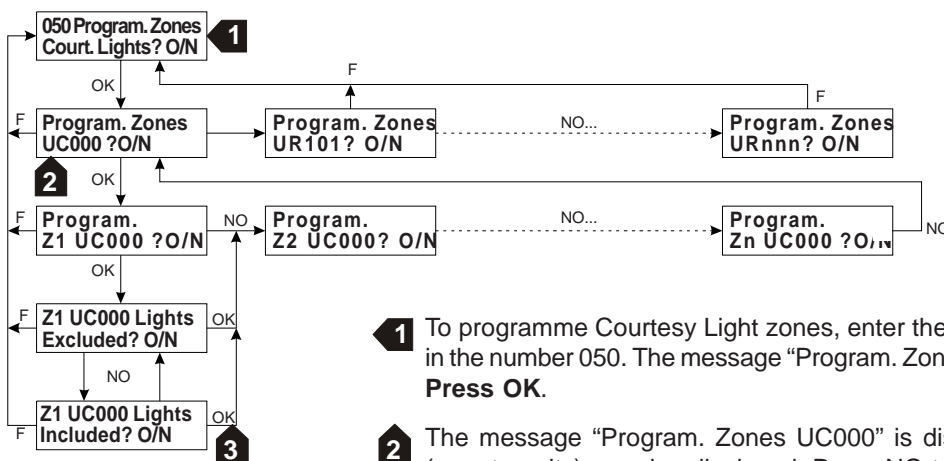 050 Program. Zones
Court. Lights? O/N
1
F
OK
F
F
Program. Zones
UC000 ?O/N
Program. Zones
UR101? O/N
NO...
Program. Zones
URnnn? O/N
2
OK
F
Program.
Z1 UC000 ?O/N
NO
Program.
Z2 UC000? O/N
NO...
Program.
Zn UC000 ?O/
NO
OK
F
Z1 UC000 Lights
Excluded? O/N
OK
NO
F
Z1 UC000 Lights
Included? O/N
OK
3
1 To programme Courtesy Light zones, enter the
in the number 050. The message “Program. Zon
Press OK.
2 The message “Program. Zones UC000” is dis